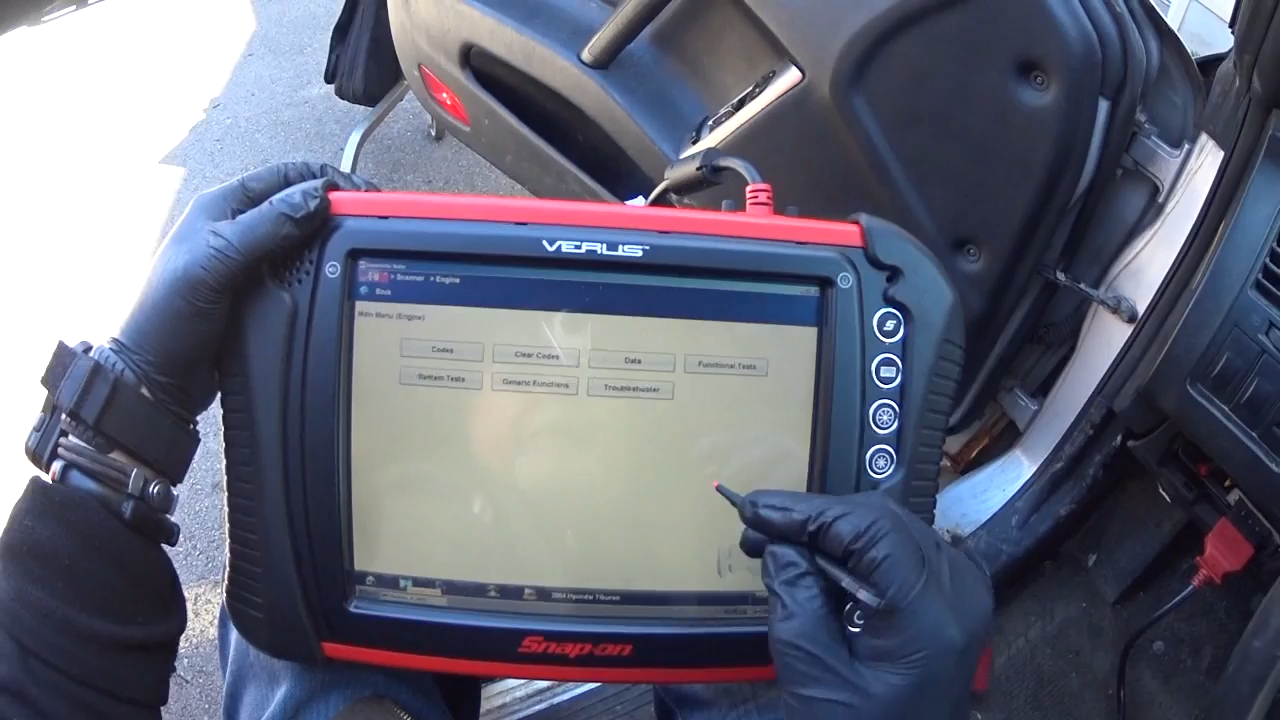 VERUS™
> Scanner > Engine
Back
Main Menu (Engine)
Codes
Clear Codes
Data
Functional Tests
System Tests
Generic Functions
Troubleshooter
2004 Hyundai Tiburon
Snap-on
S